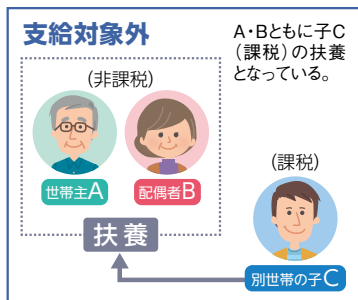 支給対象外
A・Bともに子C
（課税）の扶養
となっている。
（非課税）
世帯主A
配偶者B
（課税）
扶養
別世帯の子C